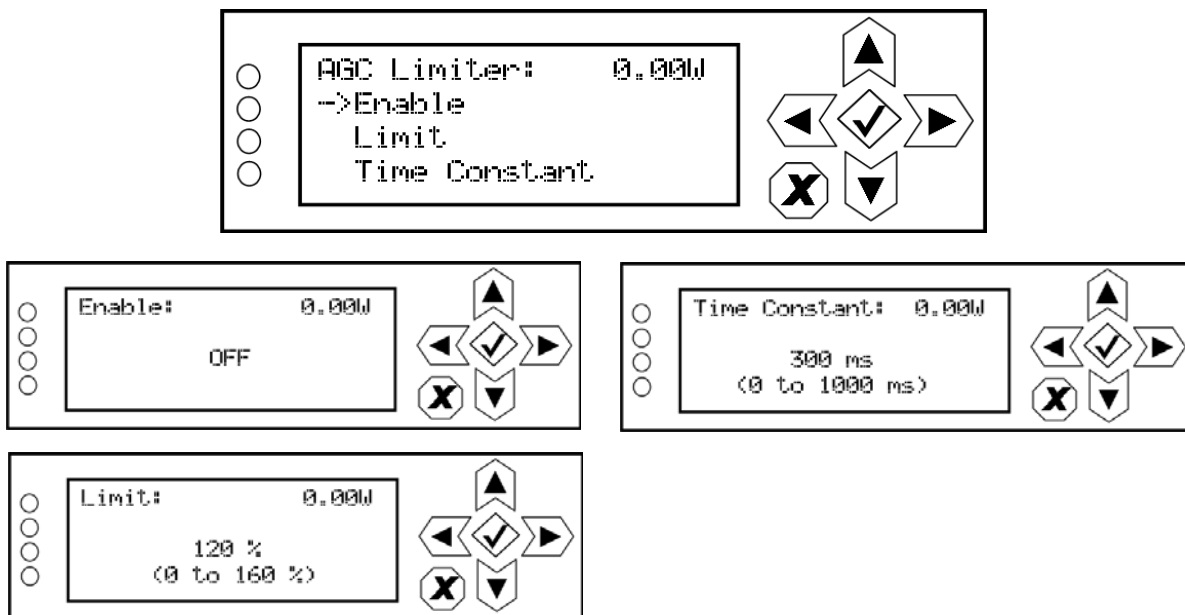 AGC Limiter: 0.00W
->Enable
Limit
Time Constant
X
Enable: 0.00W
OFF
X
Time Constant: 0.00W
300 ms
(0 to 1000 ms)
X
Limit: 0.00W
120 %
(0 to 160 %)
X